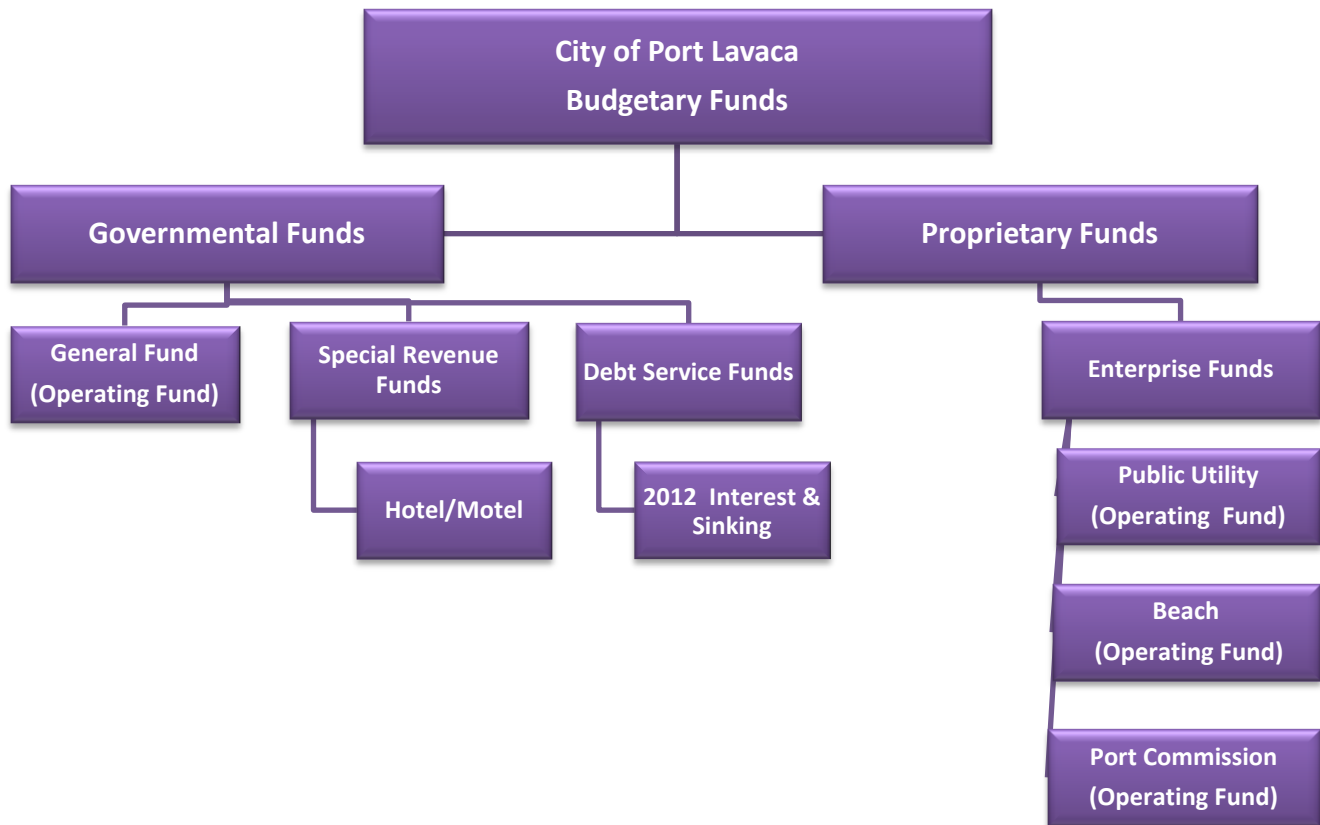 City of Port Lavaca
Budgetary Funds
Governmental Funds
Proprietary Funds
General Fund
(Operating Fund)
Special Revenue
Funds
Debt Service Funds
Enterprise Funds
Hotel/Motel
2012  Interest &
Sinking
Public Utility
(Operating  Fund)
Beach
(Operating Fund)
Port Commission
(Operating Fund)